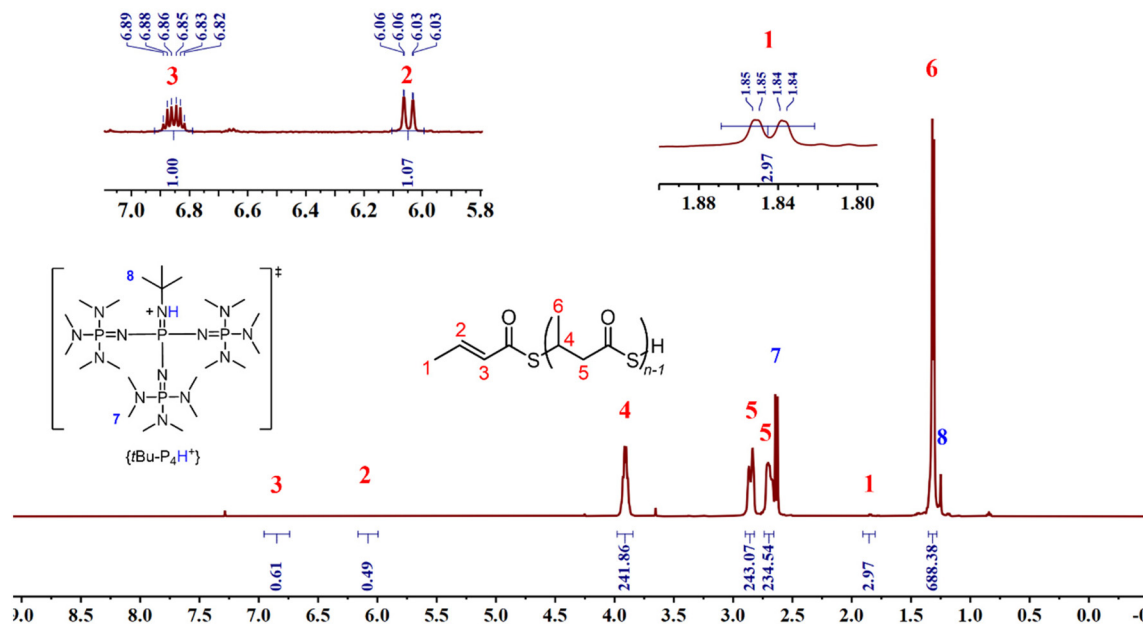 6.89
6.88
6.86
6.85
6.83
6.82
3
6.06
6.06
6.03
6.03
2
1.00
1.07
7.0 6.8 6.6 6.4 6.2 6.0 5.8
1
1.85
1.85
1.84
1.84
2.97
1.88 1.84 1.80
6
8
+
NH
‡
N
N
P
N
N
P
N
N
P
N
N
N
N
N
P
N
N
7
{tBu-P4H+}
1
2
3
O
S
6
4
5
O
S
H
n-1
3
2
4
5
5
7
6
8
1
0.61
0.49
241.86
243.07
234.54
2.97
688.38
9.0 8.5 8.0 7.5 7.0 6.5 6.0 5.5 5.0 4.5 4.0 3.5 3.0 2.5 2.0 1.5 1.0 0.5 0.0 -0